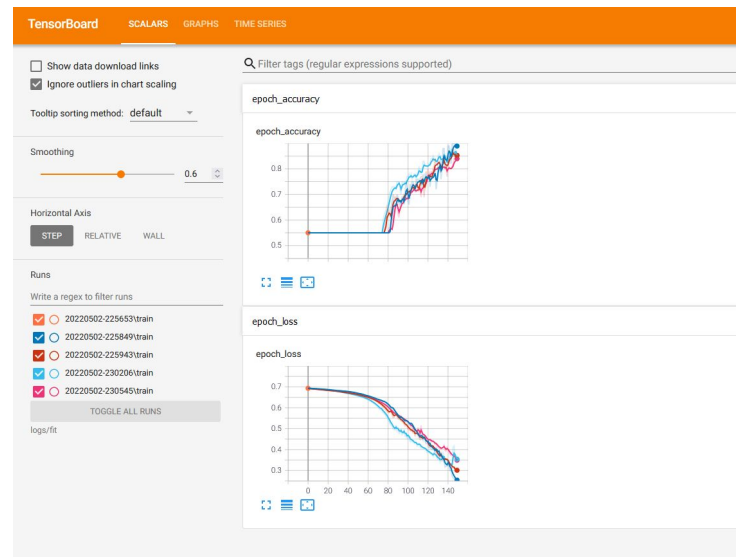 TensorBoard SCALARS GRAPHS TIME SERIES
Show data download links
Ignore outliers in chart scaling
Tooltip sorting method: default
Smoothing
0.6
Horizontal Axis
STEP RELATIVE WALL
Runs
Write a regex to filter runs
20220502-225653\train
20220502-225849\train
20220502-225943\train
20220502-230206\train
20220502-230545\train
TOGGLE ALL RUNS
logs/fit
Filter tags (regular expressions supported)
epoch_accuracy
epoch_accuracy
0.8
0.7
0.6
0.5
epoch_loss
epoch_loss
0.7
0.6
0.5
0.4
0.3
0 20 40 60 80 100 120 140